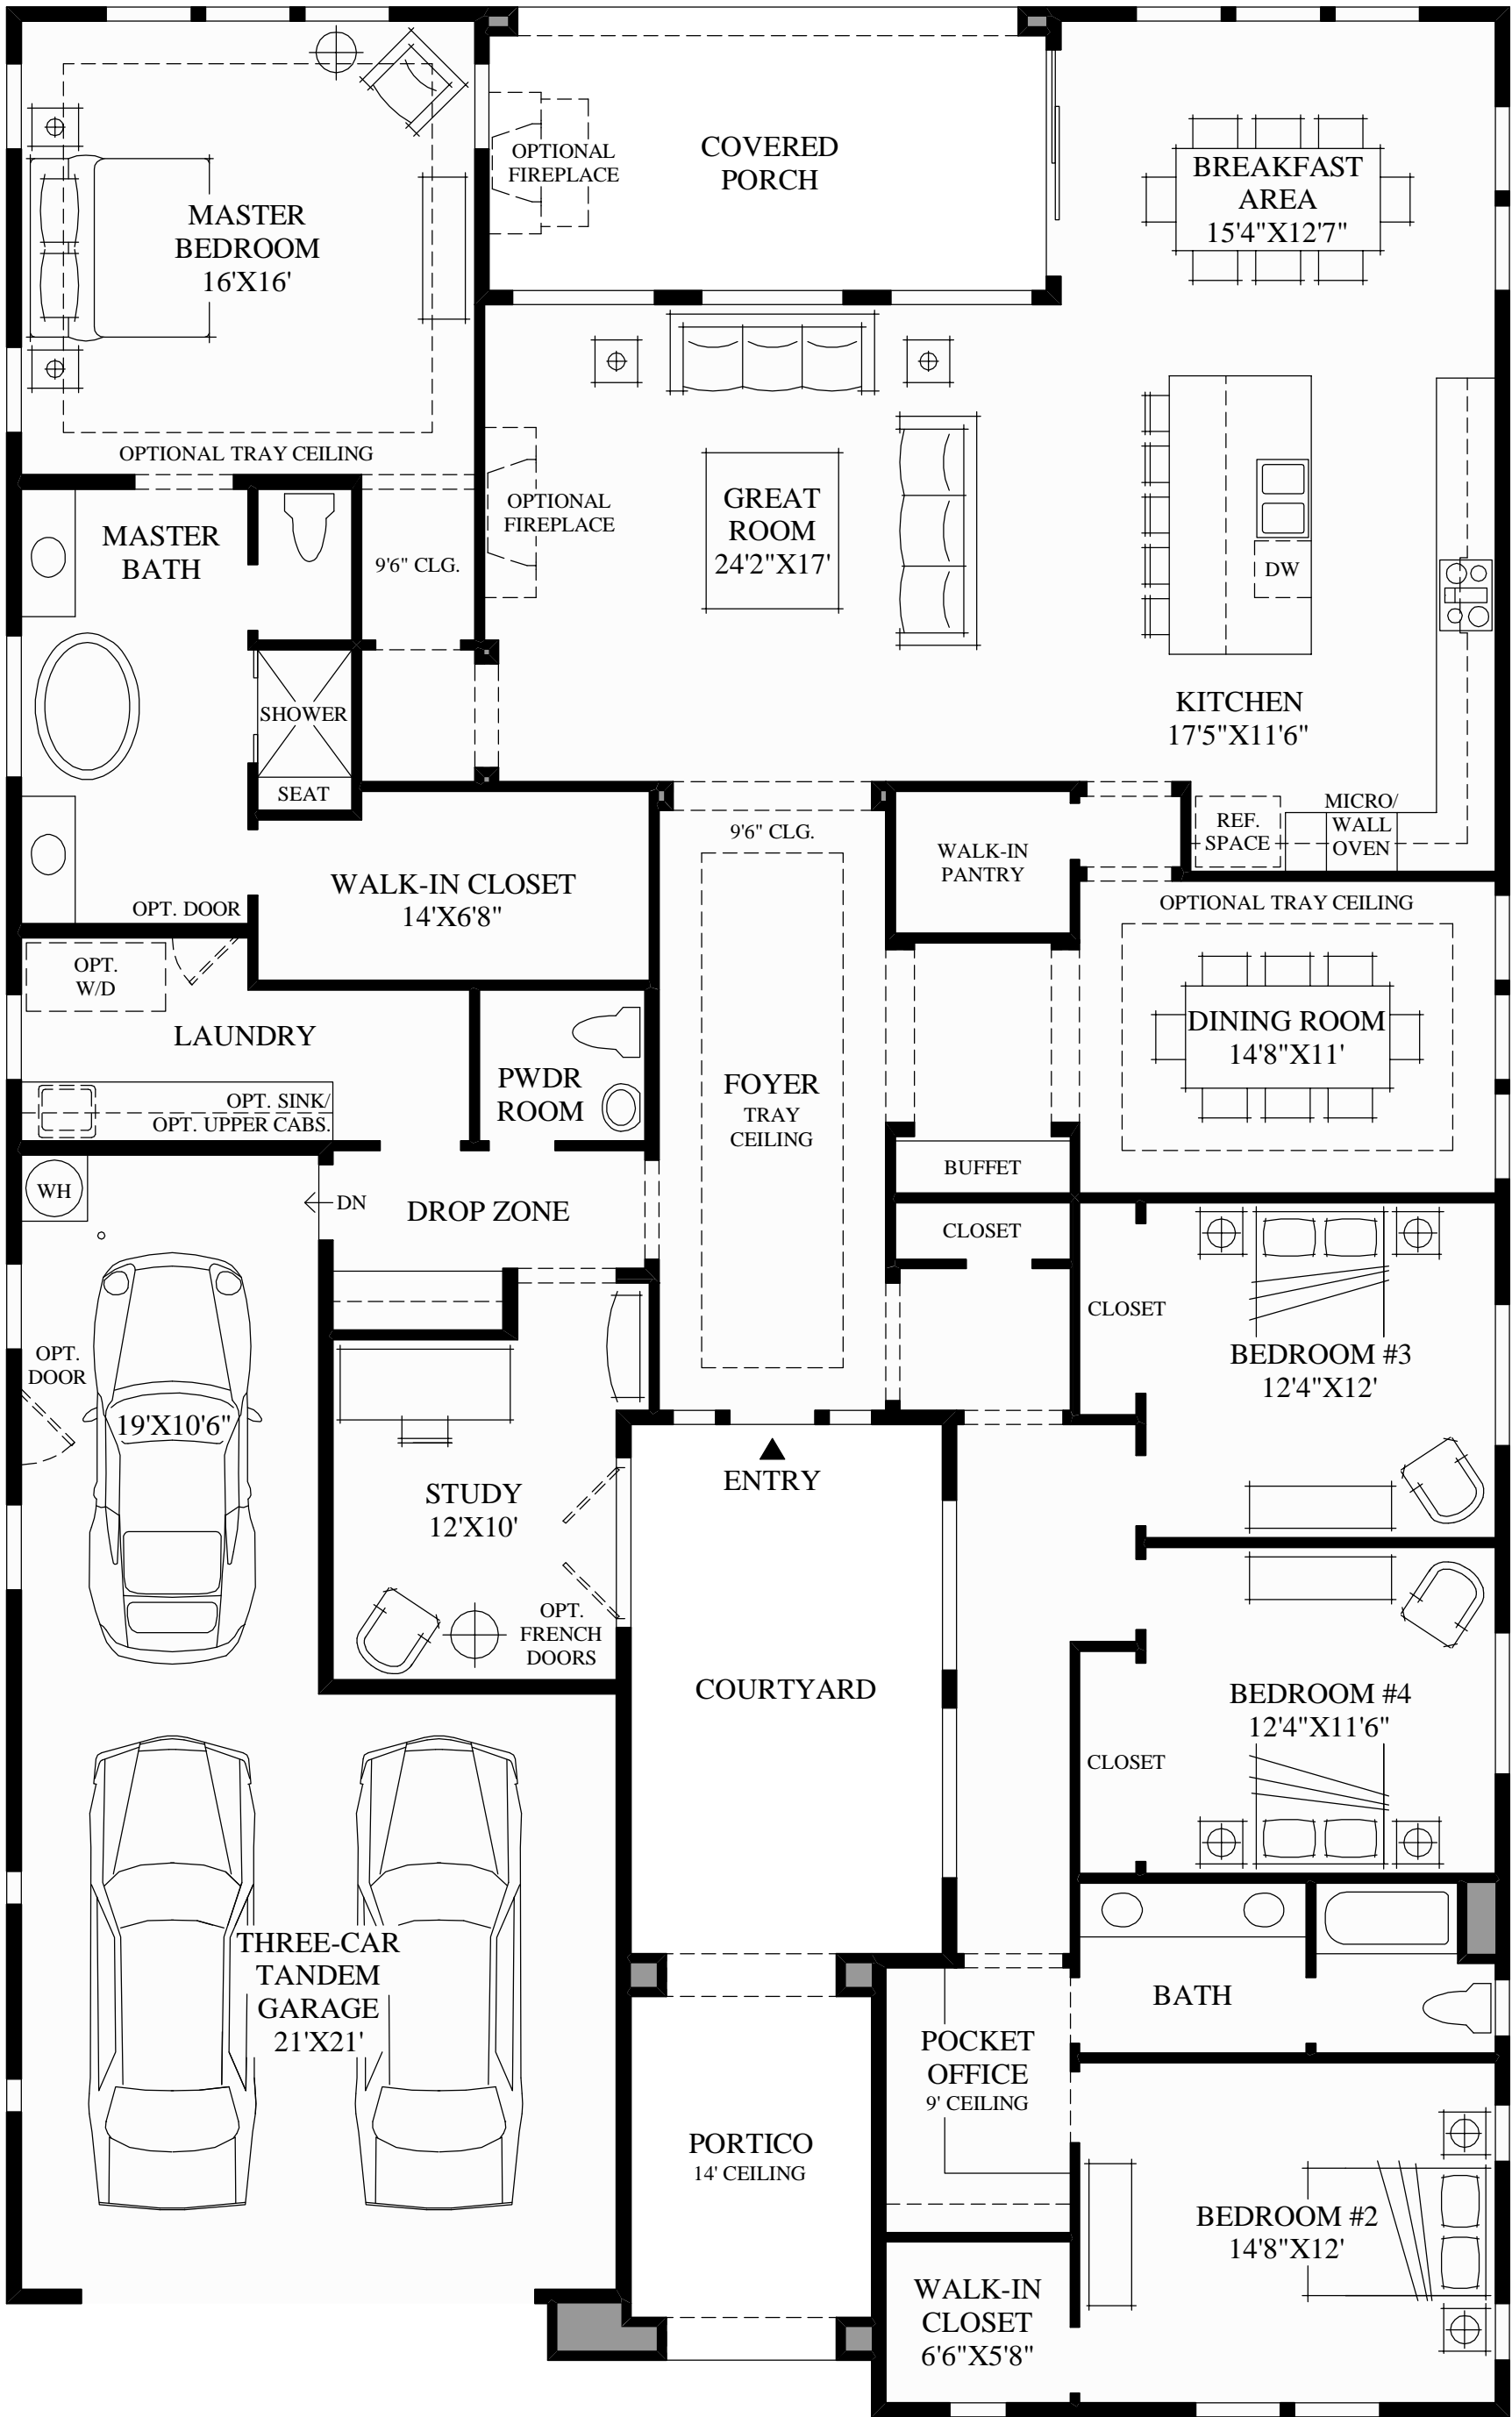 MASTER
BEDROOM
16'X16'
OPTIONAL TRAY CEILING
OPTIONAL
FIREPLACE
COVERED
PORCH
BREAKFAST
AREA
15'4"X12'7"
MASTER
BATH
9'6" CLG.
OPTIONAL
FIREPLACE
GREAT
ROOM
24'2"X17'
DW
KITCHEN
17'5"X11'6"
SHOWER
SEAT
MICRO/
WALL
OVEN
REF.
SPACE
9'6" CLG.
WALK-IN
PANTRY
WALK-IN CLOSET
14'X6'8"
OPT. DOOR
OPTIONAL TRAY CEILING
DINING ROOM
14'8"X11'
OPT.
W/D
LAUNDRY
OPT. SINK/
OPT. UPPER CABS.
PWDR
ROOM
FOYER
TRAY
CEILING
BUFFET
CLOSET
WH
DN
DROP ZONE
CLOSET
BEDROOM #3
12'4"X12'
OPT.
DOOR
19'X10'6"
STUDY
12'X10'
OPT.
FRENCH
DOORS
ENTRY
COURTYARD
BEDROOM #4
12'4"X11'6"
CLOSET
THREE-CAR
TANDEM
GARAGE
21'X21'
BATH
POCKET
OFFICE
9' CEILING
PORTICO
14' CEILING
BEDROOM #2
14'8"X12'
WALK-IN
CLOSET
6'6"X5'8"